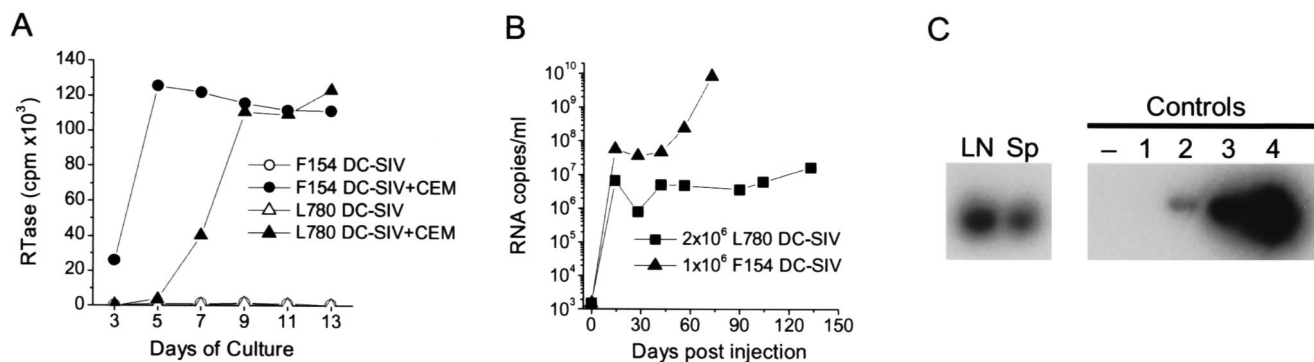 A
RTase (cpm x10³)
140
120
100
80
60
40
20
0
3 5 7 9 11 13
Days of Culture
F154 DC-SIV
F154 DC-SIV+CEM
L780 DC-SIV
L780 DC-SIV+CEM
B
RNA copies/ml
10¹⁰
10⁹
10⁸
10⁷
10⁶
10⁵
10⁴
10³
0 30 60 90 120 150
Days post injection
2x10⁶ L780 DC-SIV
1x10⁶ F154 DC-SIV
C
LN Sp
Controls
– 1 2 3 4